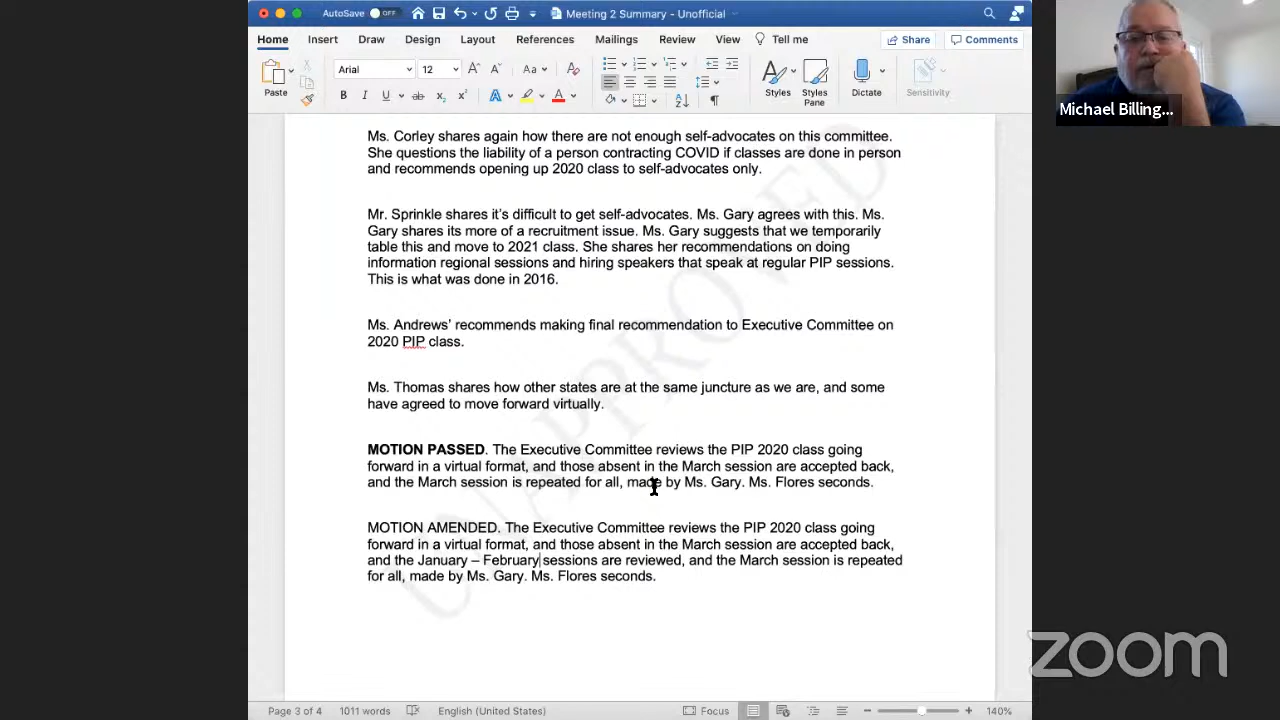 AutoSave OFF Meeting 2 Summary - Unofficial
Home Insert Draw Design Layout References Mailings Review View Tell me Share Comments
Paste Arial 12 Styles Styles Pane Dictate Sensitivity
Michael Billing...
Ms. Corley shares again how there are not enough self-advocates on this committee.
She questions the liability of a person contracting COVID if classes are done in person
and recommends opening up 2020 class to self-advocates only.
Mr. Sprinkle shares it's difficult to get self-advocates. Ms. Gary agrees with this. Ms.
Gary shares its more of a recruitment issue. Ms. Gary suggests that we temporarily
table this and move to 2021 class. She shares her recommendations on doing
information regional sessions and hiring speakers that speak at regular PIP sessions.
This is what was done in 2016.
Ms. Andrews' recommends making final recommendation to Executive Committee on
2020 PIP class.
Ms. Thomas shares how other states are at the same juncture as we are, and some
have agreed to move forward virtually.
MOTION PASSED. The Executive Committee reviews the PIP 2020 class going
forward in a virtual format, and those absent in the March session are accepted back,
and the March session is repeated for all, made by Ms. Gary. Ms. Flores seconds.
MOTION AMENDED. The Executive Committee reviews the PIP 2020 class going
forward in a virtual format, and those absent in the March session are accepted back,
and the January – February sessions are reviewed, and the March session is repeated
for all, made by Ms. Gary. Ms. Flores seconds.
UNAPPROVED
zoom
Page 3 of 4 1011 words English (United States) Focus 140%